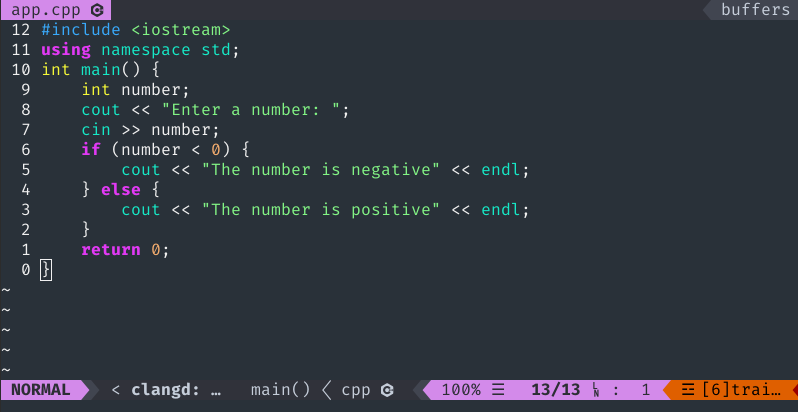 app.cpp buffers
12 #include <iostream>
11 using namespace std;
10 int main() {
9     int number;
8     cout << "Enter a number: ";
7     cin >> number;
6     if (number < 0) {
5         cout << "The number is negative" << endl;
4     } else {
3         cout << "The number is positive" << endl;
2     }
1     return 0;
0 }
~
~
~
~
~
NORMAL < clangd: … main() cpp 100% ☰ 13/13 ㏑ : 1 ☲ [6]trai…